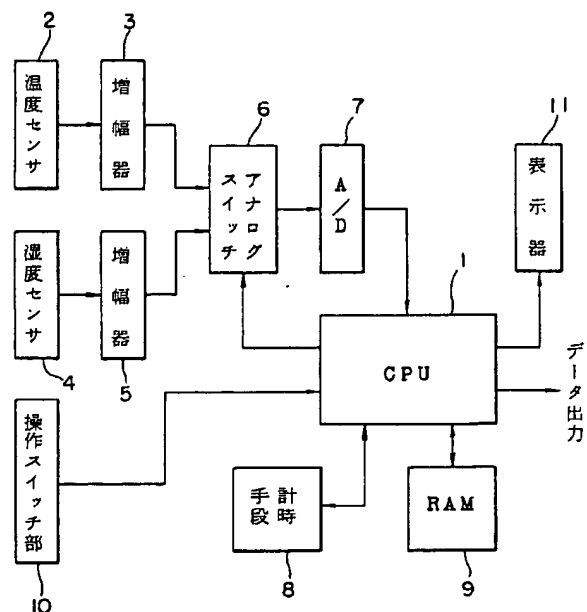 2
温度センサ
3
増幅器
6
アナログ
スイッチ
7
A/D
11
表示器
4
湿度センサ
5
増幅器
1
CPU
データ出力
10
操作スイッチ部
8
計時
手段
9
RAM